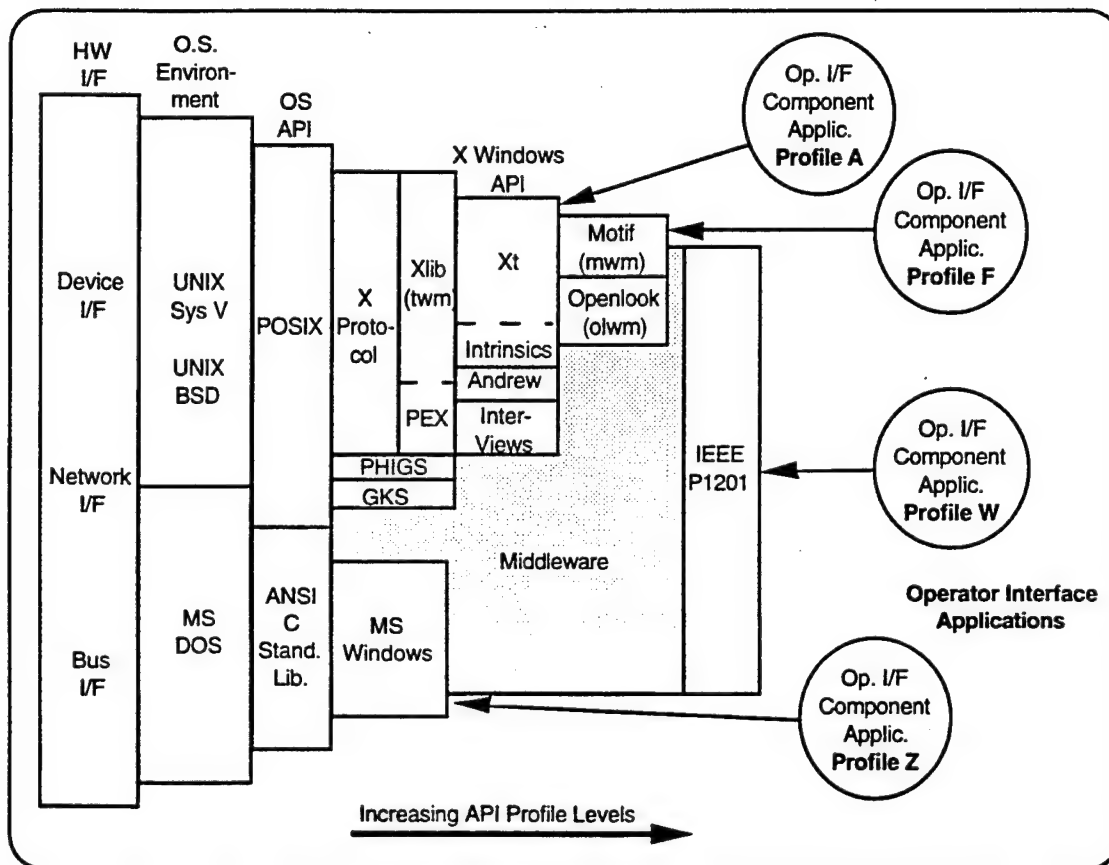 HW
I/F
O.S.
Environ-
ment
OS
API
X Windows
API
Device
I/F
Network
I/F
Bus
I/F
UNIX
Sys V
UNIX
BSD
MS
DOS
POSIX
ANSI
C
Stand.
Lib.
X
Proto-
col
Xlib
(twm)
PEX
PHIGS
GKS
MS
Windows
Xt
Intrinsics
Andrew
Inter-
Views
Motif
(mwm)
Openlook
(olwm)
Middleware
IEEE
P1201
Op. I/F
Component
Applic.
Profile A
Op. I/F
Component
Applic.
Profile F
Op. I/F
Component
Applic.
Profile W
Operator Interface
Applications
Op. I/F
Component
Applic.
Profile Z
Increasing API Profile Levels